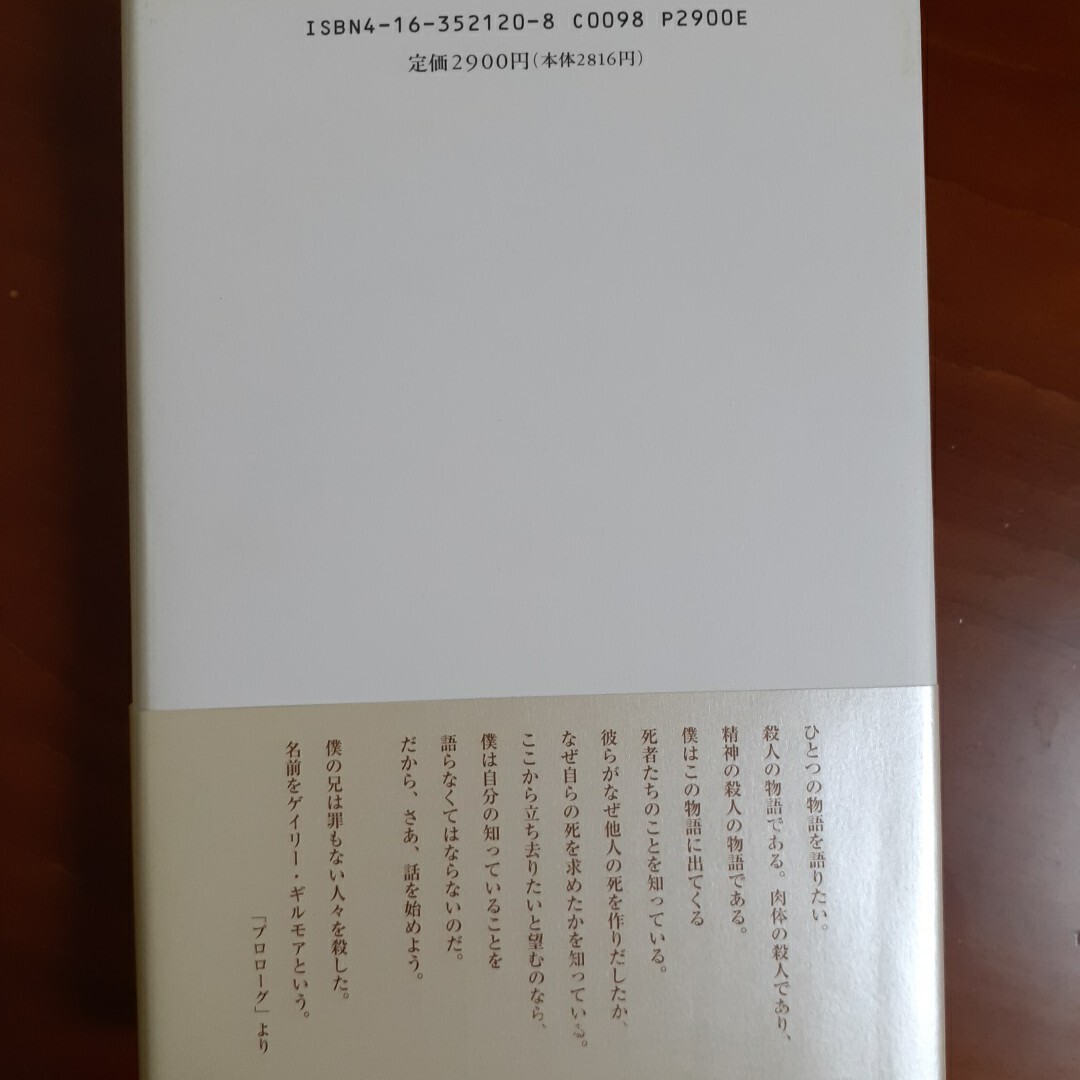 ISBN4-16-352120-8 C0098 P2900E
定価2900円(本体2816円)
ひとつの物語を語りたい。
殺人の物語である。肉体の殺人であり、
精神の殺人の物語である。
僕はこの物語に出てくる
死者たちのことを知っている。
彼らがなぜ他人の死を作りだしたか、
なぜ自らの死を求めたかを知っている。
ここから立ち去りたいと望むのなら、
僕は自分の知っていることを
語らなくてはならないのだ。
だから、さあ、話を始めよう。
僕の兄は罪もない人々を殺した。
名前をゲイリー・ギルモアという。
「プロローグ」より